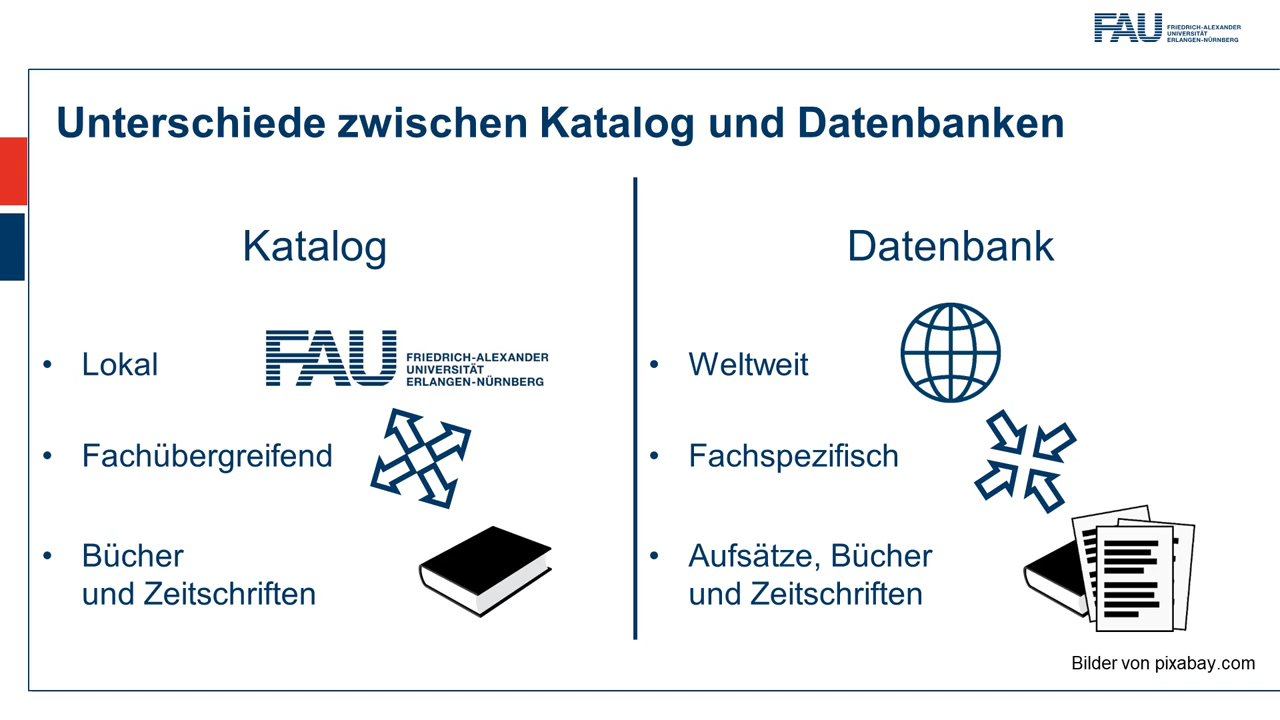 FAU FRIEDRICH-ALEXANDER
UNIVERSITÄT
ERLANGEN-NÜRNBERG
Unterschiede zwischen Katalog und Datenbanken
Katalog
• Lokal
FAU FRIEDRICH-ALEXANDER
UNIVERSITÄT
ERLANGEN-NÜRNBERG
• Fachübergreifend
• Bücher
und Zeitschriften
Datenbank
• Weltweit
• Fachspezifisch
• Aufsätze, Bücher
und Zeitschriften
Bilder von pixabay.com